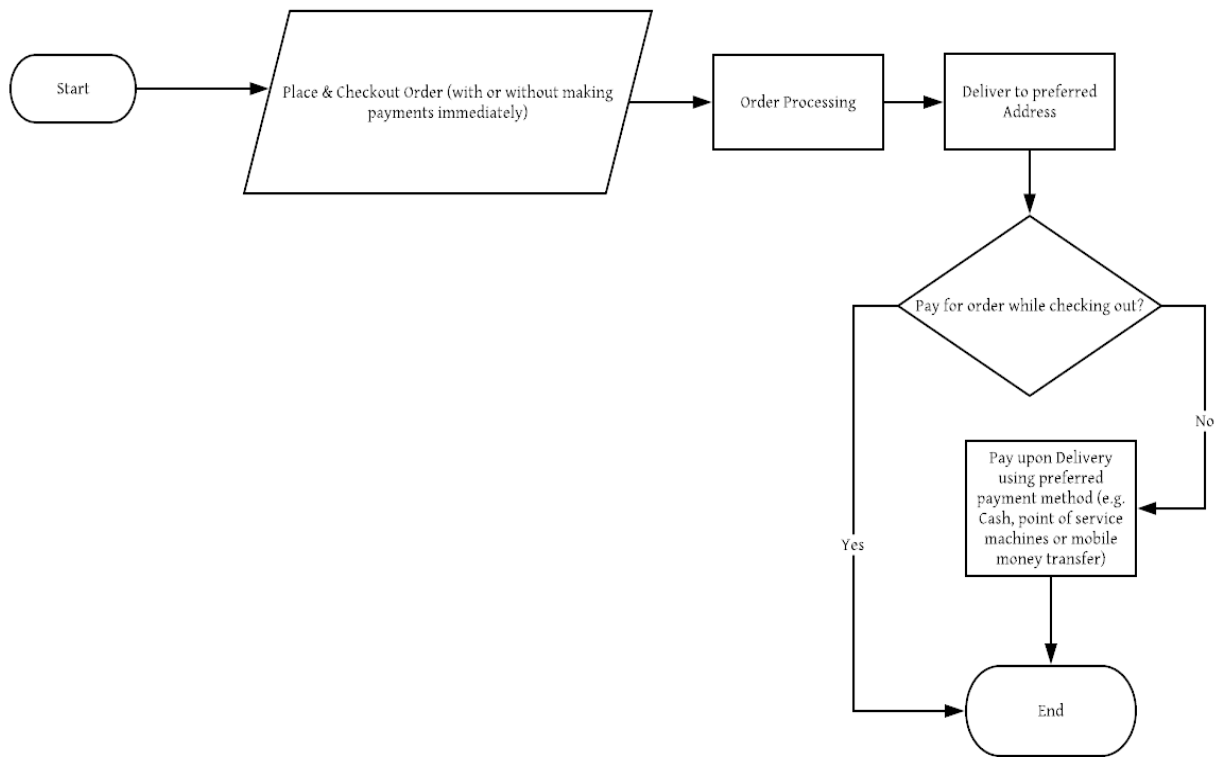 Start
Place & Checkout Order (with or without making
payments immediately)
Order Processing
Deliver to preferred
Address
Pay for order while checking out?
No
Pay upon Delivery
using preferred
payment method (e.g.
Cash, point of service
machines or mobile
money transfer)
Yes
End